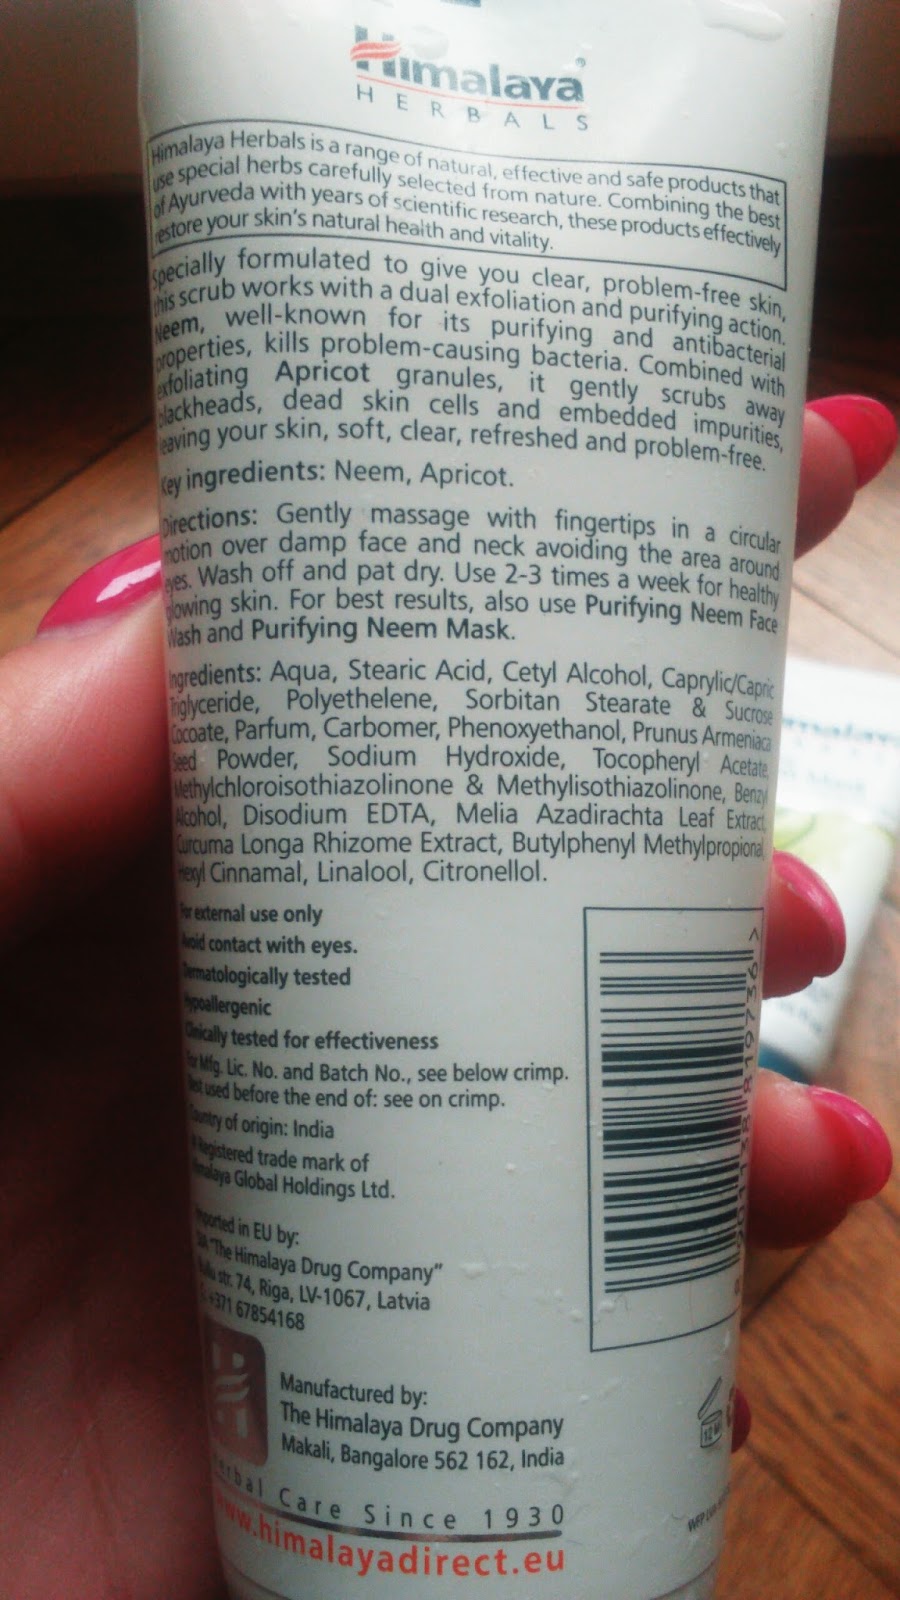 Himalaya
HERBALS
Himalaya Herbals is a range of natural, effective and safe products that
use special herbs carefully selected from nature. Combining the best
of Ayurveda with years of scientific research, these products effectively
restore your skin's natural health and vitality.
Specially formulated to give you clear, problem-free skin,
this scrub works with a dual exfoliation and purifying action.
Neem, well-known for its purifying and antibacterial
properties, kills problem-causing bacteria. Combined with
exfoliating Apricot granules, it gently scrubs away
blackheads, dead skin cells and embedded impurities,
leaving your skin, soft, clear, refreshed and problem-free.
Key ingredients: Neem, Apricot.
Directions: Gently massage with fingertips in a circular
motion over damp face and neck avoiding the area around
eyes. Wash off and pat dry. Use 2-3 times a week for healthy
glowing skin. For best results, also use Purifying Neem Face
Wash and Purifying Neem Mask.
Ingredients: Aqua, Stearic Acid, Cetyl Alcohol, Caprylic/Capric
Triglyceride, Polyethelene, Sorbitan Stearate & Sucrose
Cocoate, Parfum, Carbomer, Phenoxyethanol, Prunus Armeniaca
Seed Powder, Sodium Hydroxide, Tocopheryl Acetate,
Methylchloroisothiazolinone & Methylisothiazolinone, Benzyl
Alcohol, Disodium EDTA, Melia Azadirachta Leaf Extract,
Curcuma Longa Rhizome Extract, Butylphenyl Methylpropional,
Hexyl Cinnamal, Linalool, Citronellol.
For external use only
Avoid contact with eyes.
Dermatologically tested
Hypoallergenic
Clinically tested for effectiveness
For Mfg. Lic. No. and Batch No., see below crimp.
Best used before the end of: see on crimp.
Country of origin: India
® Registered trade mark of
Himalaya Global Holdings Ltd.
Imported in EU by:
SIA "The Himalaya Drug Company"
str. 74, Riga, LV-1067, Latvia
+371 67854168
Manufactured by:
The Himalaya Drug Company
Makali, Bangalore 562 162, India
Herbal Care Since 1930
www.himalayadirect.eu
8 901138 819736 >
12 M